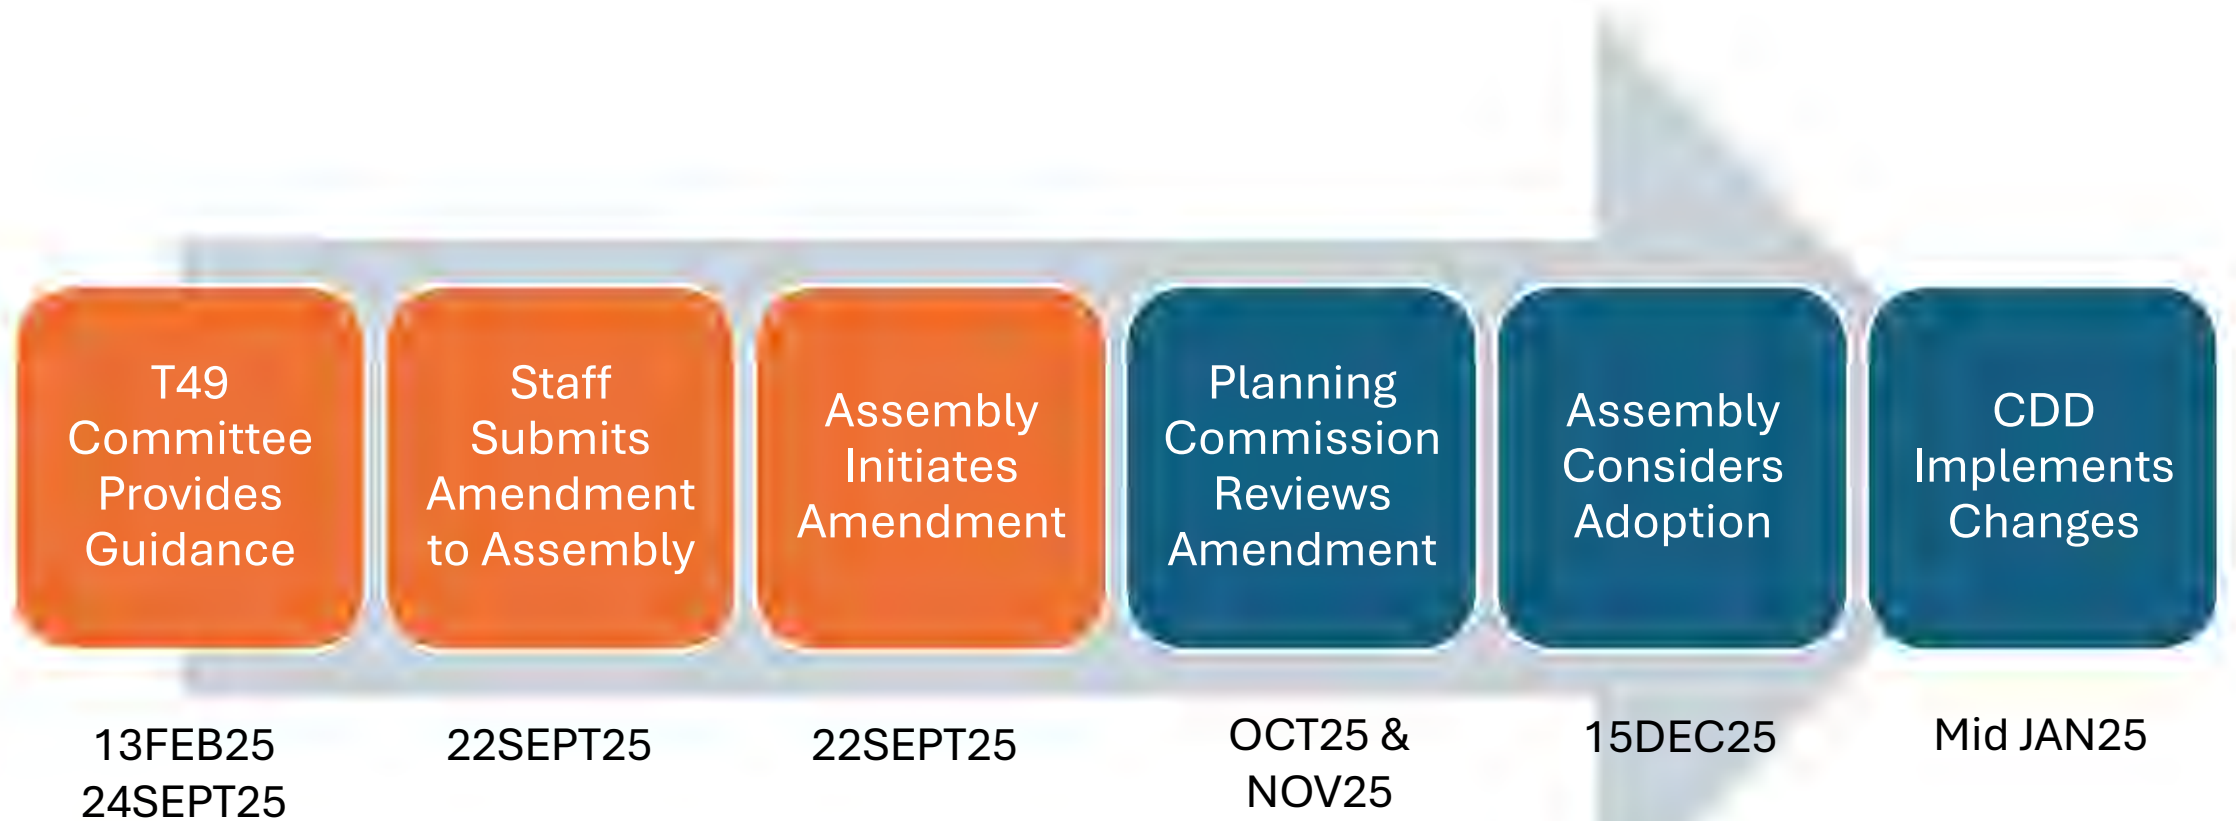 T49
Committee
Provides
Guidance
Staff
Submits
Amendment
to Assembly
Assembly
Initiates
Amendment
Planning
Commission
Reviews
Amendment
Assembly
Considers
Adoption
CDD
Implements
Changes
13FEB25
24SEPT25
22SEPT25
22SEPT25
OCT25 &
NOV25
15DEC25
Mid JAN25